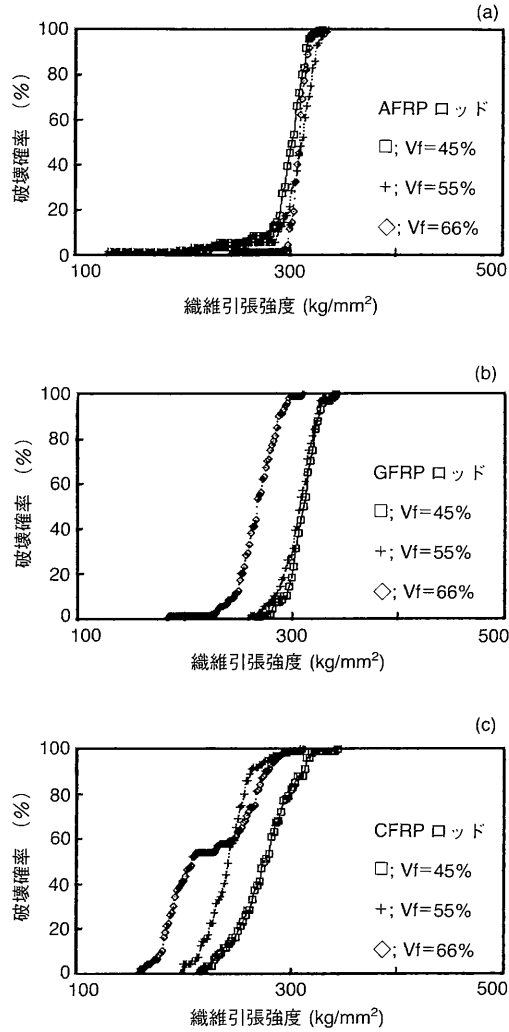 (a)
100
80
60
40
20
0
破壊確率 (%)
AFRP ロッド
□; Vf=45%
+; Vf=55%
◇; Vf=66%
100
300
500
繊維引張強度 (kg/mm²)
(b)
100
80
60
40
20
0
破壊確率 (%)
GFRP ロッド
□; Vf=45%
+; Vf=55%
◇; Vf=66%
100
300
500
繊維引張強度 (kg/mm²)
(c)
100
80
60
40
20
0
破壊確率 (%)
CFRP ロッド
□; Vf=45%
+; Vf=55%
◇; Vf=66%
100
300
500
繊維引張強度 (kg/mm²)